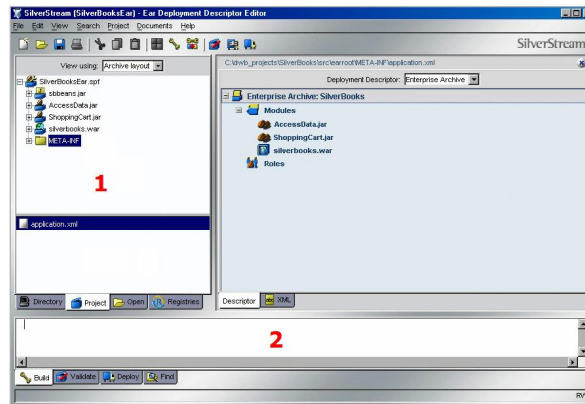 SilverStream [SilverBooksEar] - Ear Deployment Descriptor Editor
File Edit View Search Project Documents Help
SilverStream
View using: Archive layout
SilverBooksEar.spf
sbbeans.jar
AccessData.jar
ShoppingCart.jar
silverbooks.war
META-INF
1
application.xml
Directory Project Open Registries
C:\dwb_projects\SilverBooks\src\earroot\META-INF\application.xml
Deployment Descriptor: Enterprise Archive
Enterprise Archive: SilverBooks
Modules
AccessData.jar
ShoppingCart.jar
silverbooks.war
Roles
Descriptor XML
2
Build Validate Deploy Find